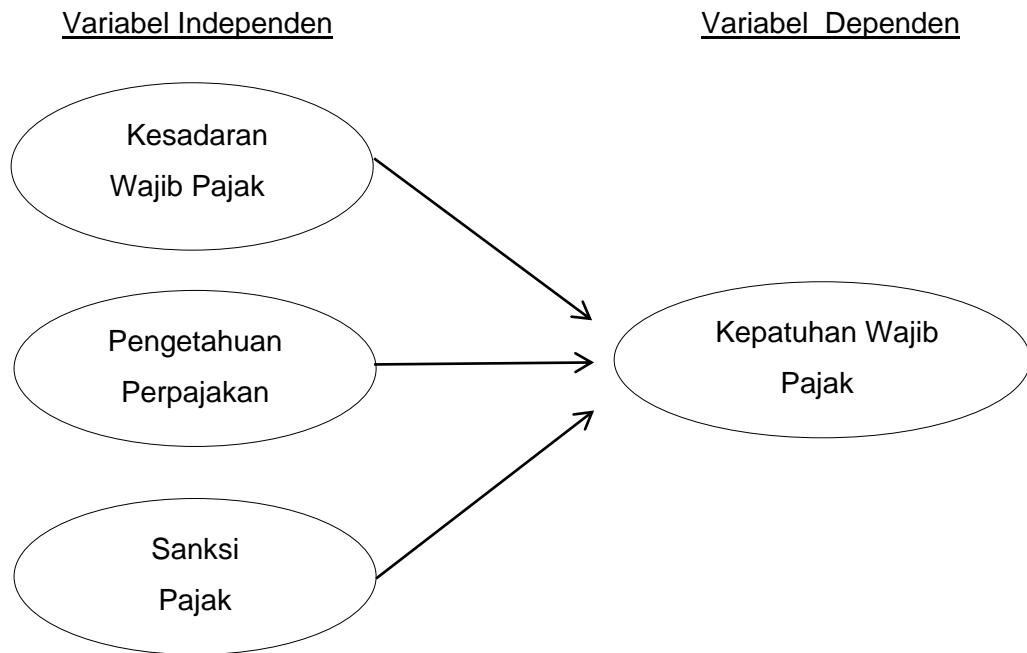 Variabel Independen
Variabel Dependen
Kesadaran
Wajib Pajak
Pengetahuan
Perpajakan
Sanksi
Pajak
Kepatuhan Wajib
Pajak